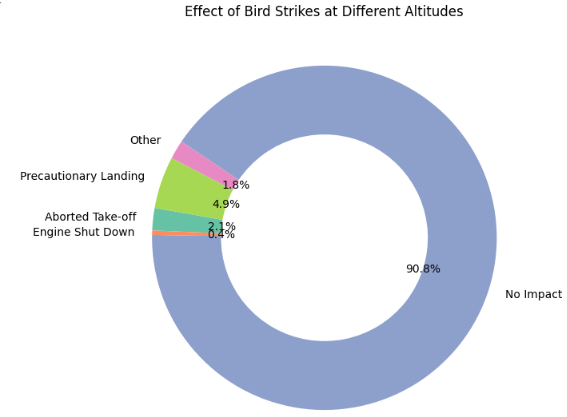 Effect of Bird Strikes at Different Altitudes
Other
1.8%
Precautionary Landing
4.9%
Aborted Take-off
2.1%
Engine Shut Down
0.4%
90.8%
No Impact